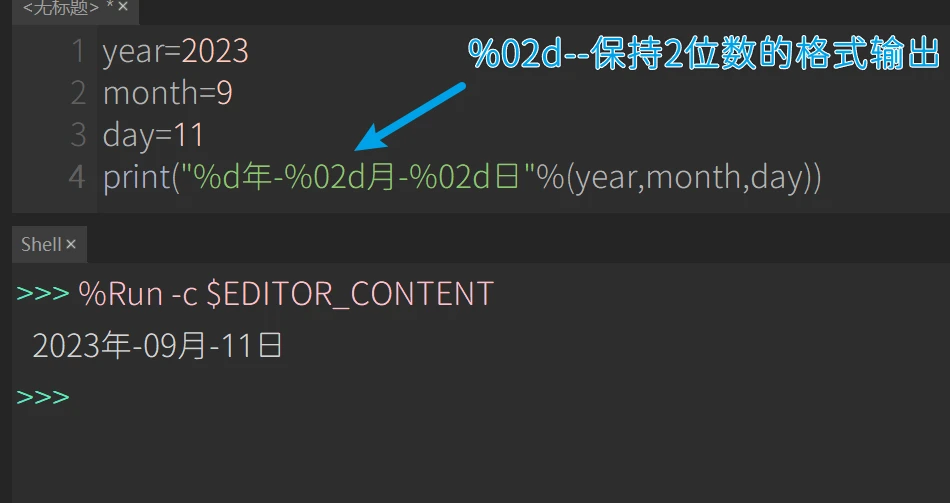 <无标题> * ×
1 year=2023
%02d--保持2位数的格式输出
2 month=9
3 day=11
4 print("%d年-%02d月-%02d日"%(year,month,day))
Shell ×
>>> %Run -c $EDITOR_CONTENT
2023年-09月-11日
>>>